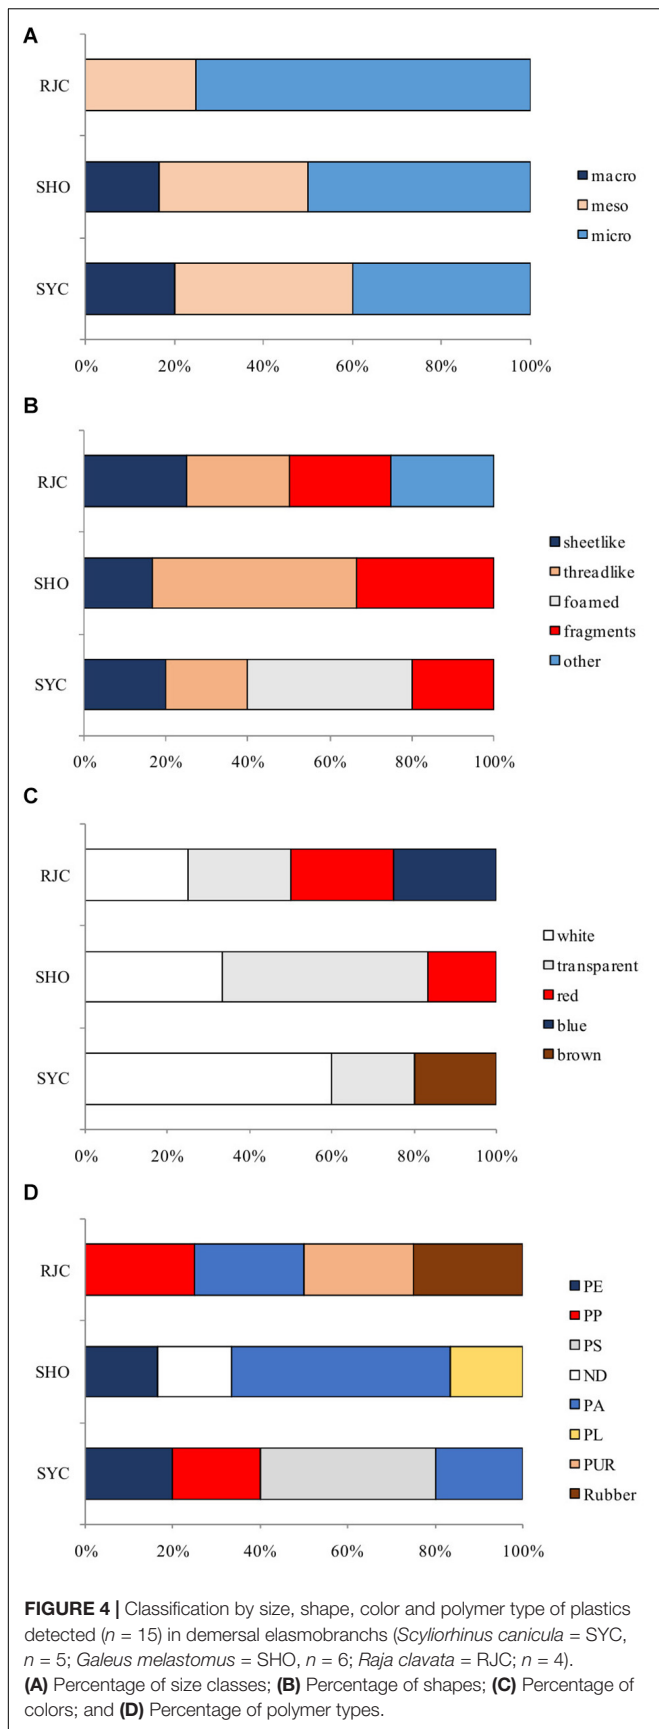 A
RJC
SHO
SYC
macro
meso
micro
0% 20% 40% 60% 80% 100%
B
RJC
SHO
SYC
sheetlike
threadlike
foamed
fragments
other
0% 20% 40% 60% 80% 100%
C
RJC
SHO
SYC
white
transparent
red
blue
brown
0% 20% 40% 60% 80% 100%
D
RJC
SHO
SYC
PE
PP
PS
ND
PA
PL
PUR
Rubber
0% 20% 40% 60% 80% 100%
FIGURE 4 | Classification by size, shape, color and polymer type of plastics
detected (n = 15) in demersal elasmobranchs (Scyliorhinus canicula = SYC,
n = 5; Galeus melastomus = SHO, n = 6; Raja clavata = RJC; n = 4).
(A) Percentage of size classes; (B) Percentage of shapes; (C) Percentage of
colors; and (D) Percentage of polymer types.